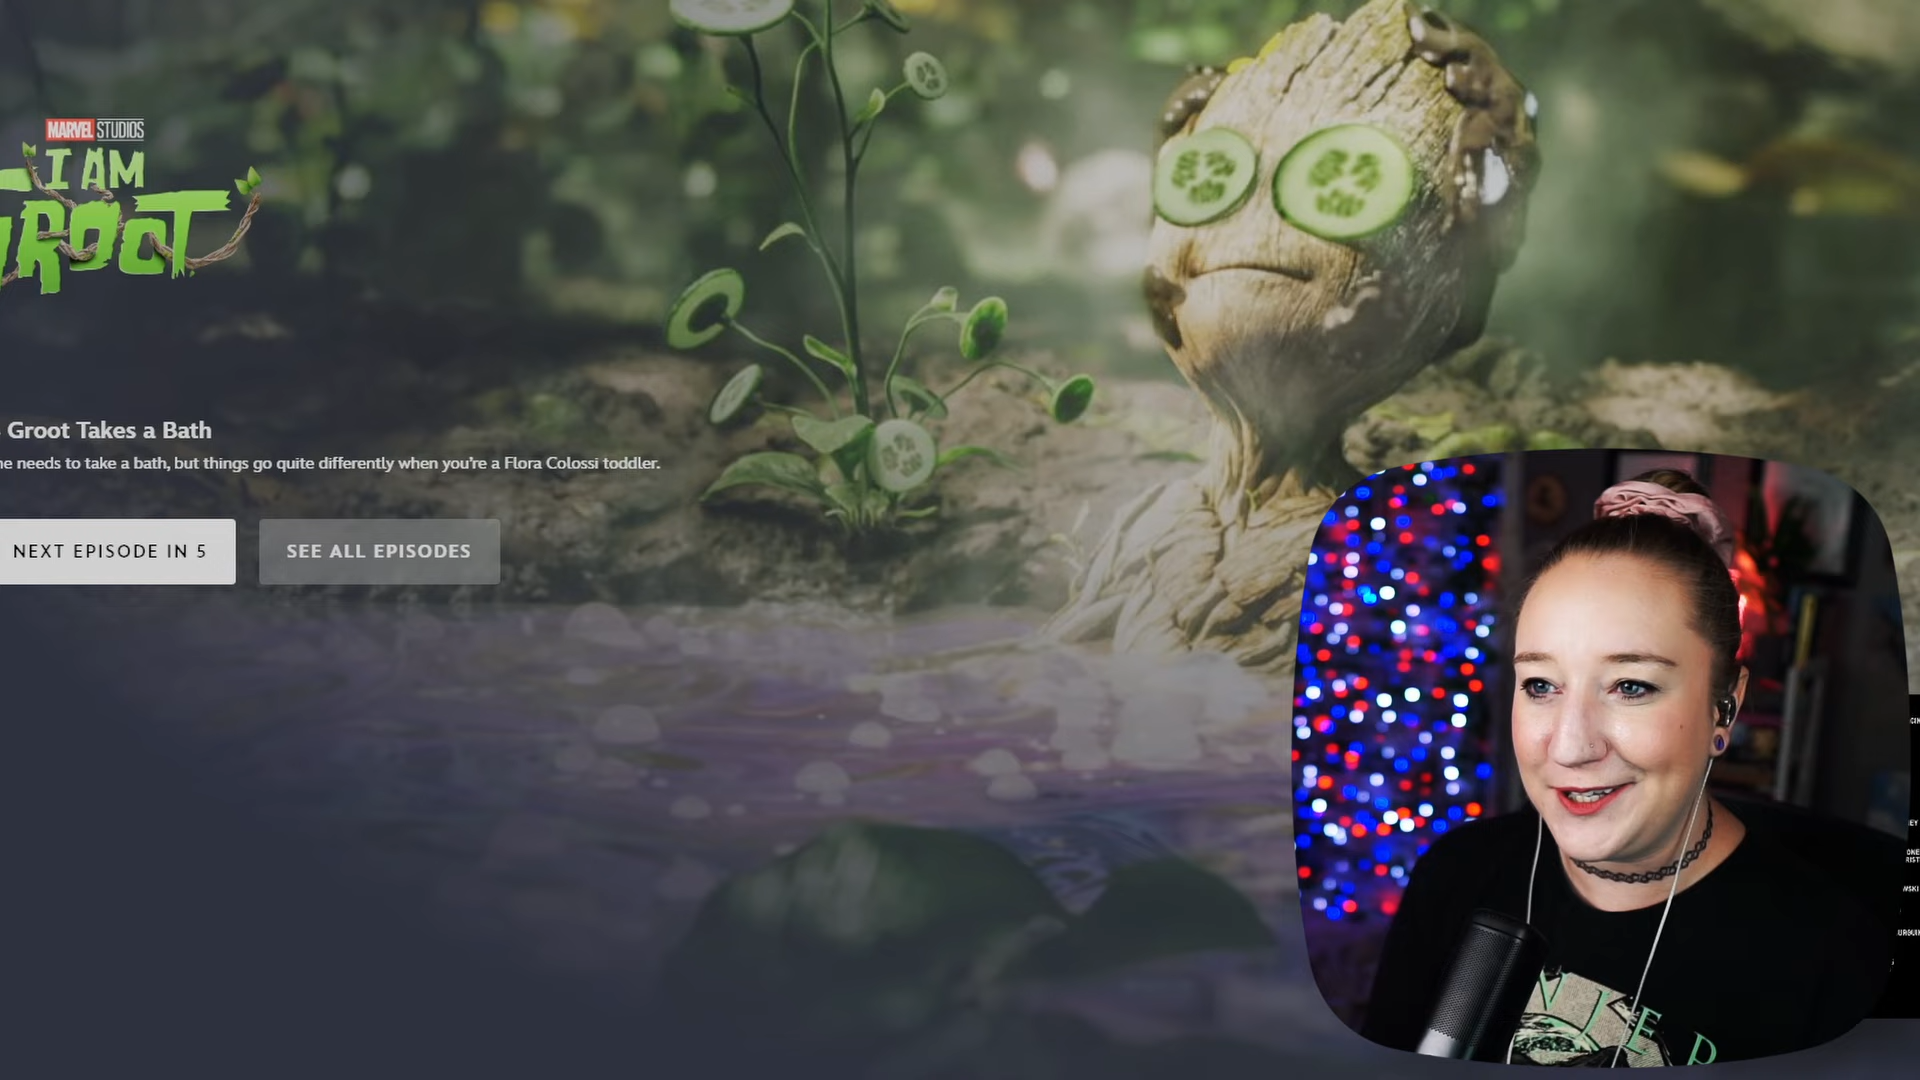 MARVEL STUDIOS
I AM
GROOT
Groot Takes a Bath
needs to take a bath, but things go quite differently when you're a Flora Colossi toddler.
NEXT EPISODE IN 5
SEE ALL EPISODES